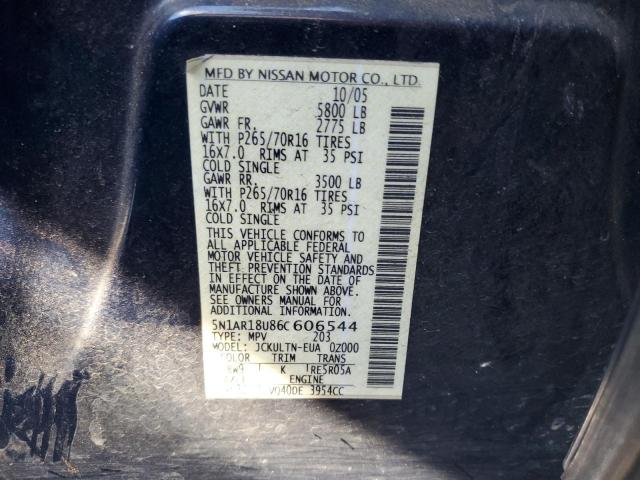 MFD BY NISSAN MOTOR CO., LTD.
DATE 10/05
GVWR 5800 LB
GAWR FR. 2775 LB
WITH P265/70R16 TIRES
16X7.0 RIMS AT 35 PSI
COLD SINGLE
GAWR RR. 3500 LB
WITH P265/70R16 TIRES
16X7.0 RIMS AT 35 PSI
COLD SINGLE
THIS VEHICLE CONFORMS TO
ALL APPLICABLE FEDERAL
MOTOR VEHICLE SAFETY AND
THEFT PREVENTION STANDARDS
IN EFFECT ON THE DATE OF
MANUFACTURE SHOWN ABOVE.
SEE OWNERS MANUAL FOR
ADDITIONAL INFORMATION.
5N1AR18U86C606544
TYPE: MPV 203
MODEL: JCKULTN-EUA 0Z000
COLOR TRIM TRANS
K RE5R05A
ENGINE
VQ40DE 3954CC